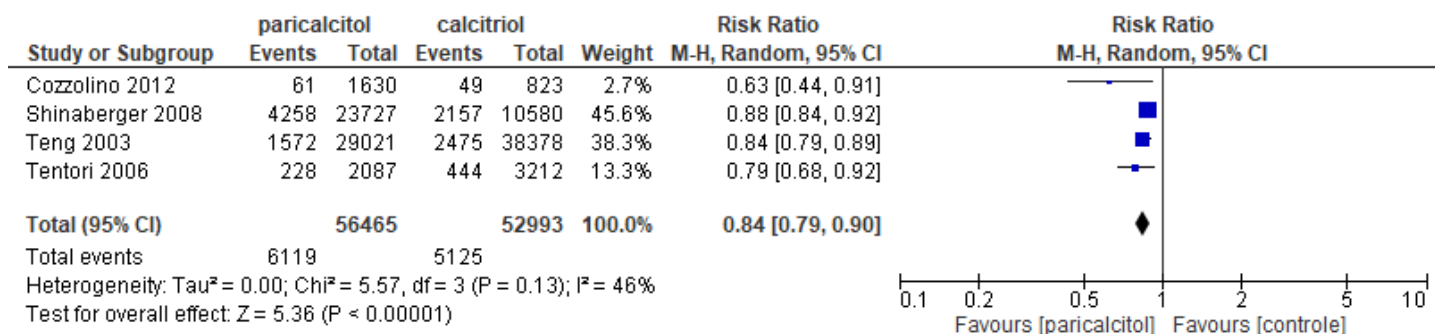 paricalcitol calcitriol Risk Ratio Risk Ratio
Study or Subgroup Events Total Events Total Weight M-H, Random, 95% CI M-H, Random, 95% CI
Cozzolino 2012 61 1630 49 823 2.7% 0.63 [0.44, 0.91]
Shinaberger 2008 4258 23727 2157 10580 45.6% 0.88 [0.84, 0.92]
Teng 2003 1572 29021 2475 38378 38.3% 0.84 [0.79, 0.89]
Tentori 2006 228 2087 444 3212 13.3% 0.79 [0.68, 0.92]
Total (95% CI) 56465 52993 100.0% 0.84 [0.79, 0.90]
Total events 6119 5125
Heterogeneity: Tau² = 0.00; Chi² = 5.57, df = 3 (P = 0.13); I² = 46%
Test for overall effect: Z = 5.36 (P < 0.00001)
0.1 0.2 0.5 1 2 5 10
Favours [paricalcitol] Favours [controle]